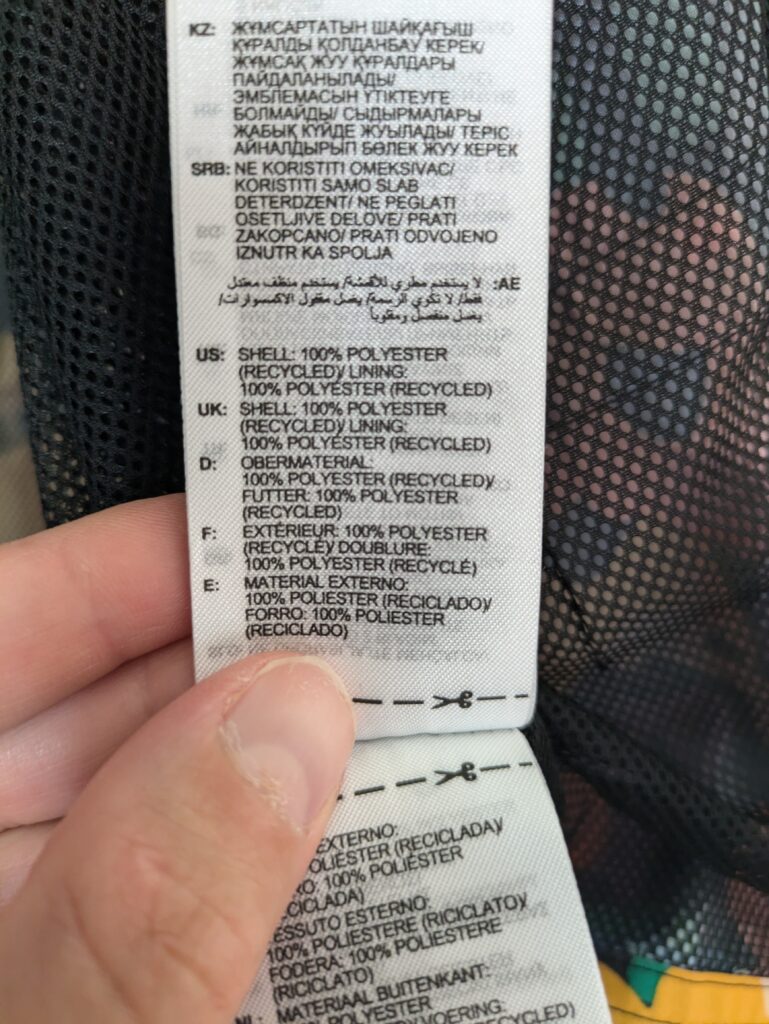 KZ: ЖҰМСАРТАТЫН ШАЙҚАҒЫШ
ҚҰРАЛДЫ ҚОЛДАНБАУ КЕРЕК/
ЖҰМСАҚ ЖУУ ҚҰРАЛДАРЫ
ПАЙДАЛАНЫЛАДЫ/
ЭМБЛЕМАСЫН ҮТІКТЕУГЕ
БОЛМАЙДЫ/ СЫДЫРМАЛАРЫ
ЖАБЫҚ КҮЙДЕ ЖУЫЛАДЫ/ ТЕРІС
АЙНАЛДЫРЫП БӨЛЕК ЖУУ КЕРЕК
SRB: NE KORISTITI OMEKSIVAC/
KORISTITI SAMO SLAB
DETERDZENT/ NE PEGLATI
OSETLJIVE DELOVE/ PRATI
ZAKOPCANO/ PRATI ODVOJENO
IZNUTR KA SPOLJA
AE: لا يستخدم مطري للأقمشة/ يستخدم منظف معتدل
فقط/ لا تكوي الرسمة/ يغسل مقفول الاكسسوارات/
يغسل منفصل ومقلوباً
US: SHELL: 100% POLYESTER
(RECYCLED)/ LINING:
100% POLYESTER (RECYCLED)
UK: SHELL: 100% POLYESTER
(RECYCLED)/ LINING:
100% POLYESTER (RECYCLED)
D: OBERMATERIAL:
100% POLYESTER (RECYCLED)/
FUTTER: 100% POLYESTER
(RECYCLED)
F: EXTÉRIEUR: 100% POLYESTER
(RECYCLÉ)/ DOUBLURE:
100% POLYESTER (RECYCLÉ)
E: MATERIAL EXTERNO:
100% POLIESTER (RECICLADO)/
FORRO: 100% POLIESTER
(RECICLADO)
EXTERNO:
POLIÉSTER (RECICLADA)/
100% POLIÉSTER
ESTERNO:
100% POLIESTERE (RICICLATO)/
FODERA: 100% POLIESTERE
(RICICLATO)
NL: MATERIAAL BUITENKANT:
POLYESTER
VOERING: